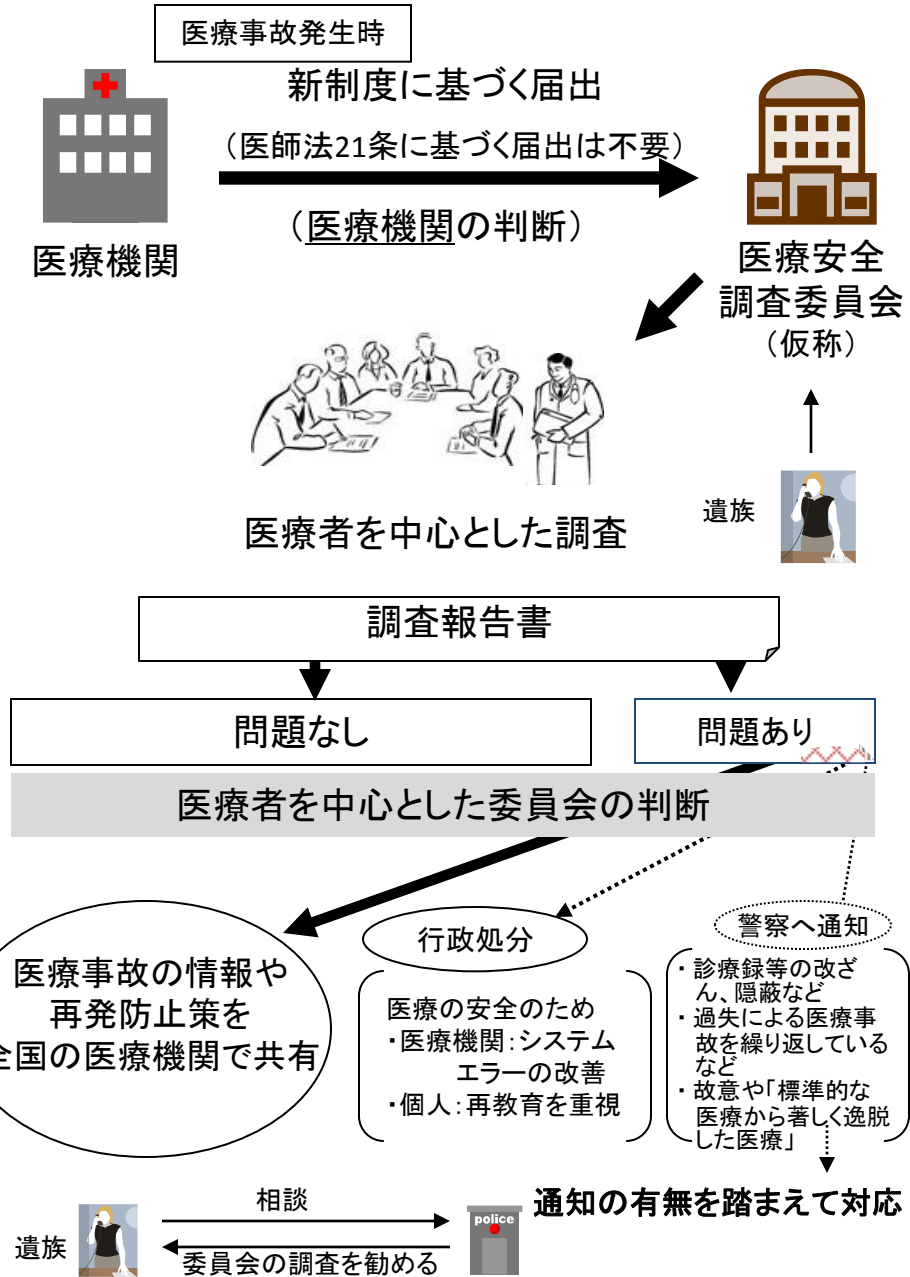 医療事故発生時
新制度に基づく届出
（医師法21条に基づく届出は不要）
（医療機関の判断）
医療機関
医療安全
調査委員会
（仮称）
遺族
医療者を中心とした調査
調査報告書
問題なし
問題あり
医療者を中心とした委員会の判断
医療事故の情報や
再発防止策を
全国の医療機関で共有
行政処分
医療の安全のため
・医療機関：システム
エラーの改善
・個人：再教育を重視
警察へ通知
・診療録等の改ざ
ん、隠蔽など
・過失による医療事
故を繰り返している
など
・故意や「標準的な
医療から著しく逸脱
した医療」
通知の有無を踏まえて対応
遺族
相談
委員会の調査を勧める
police